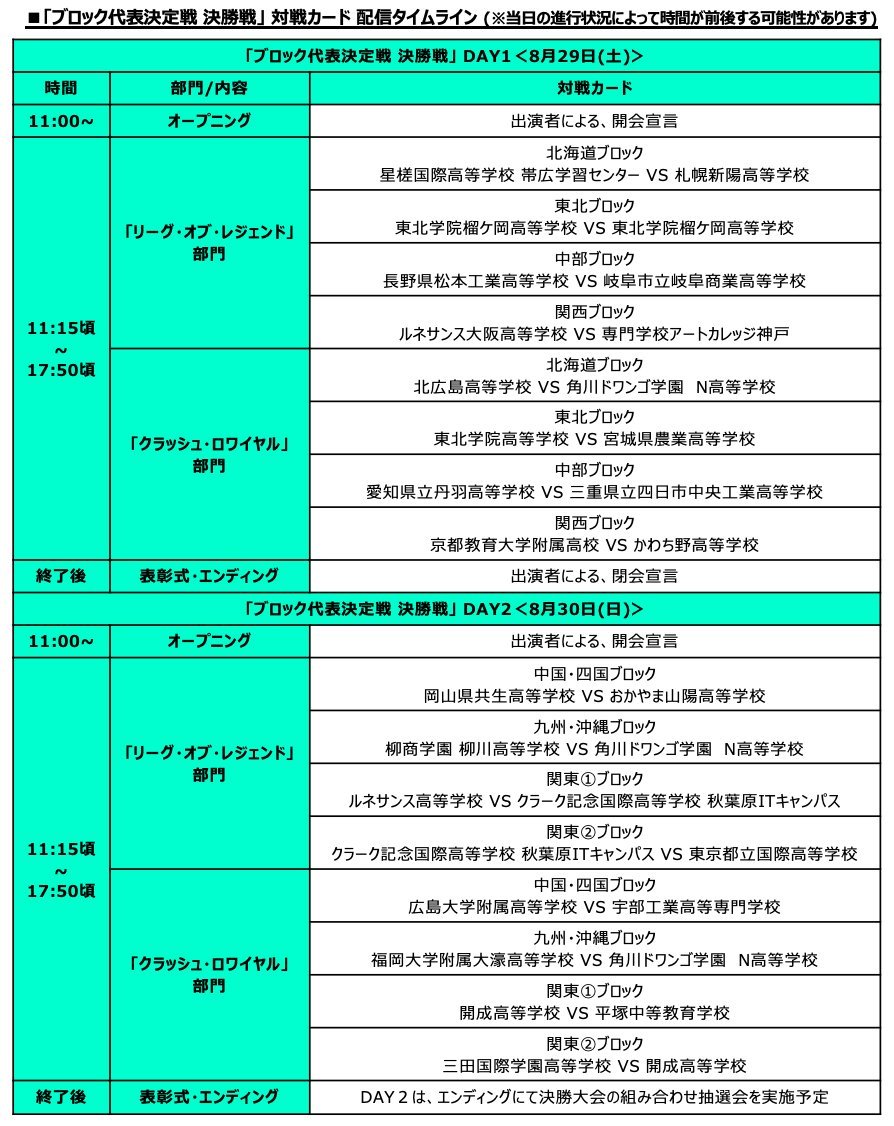 ■「ブロック代表決定戦 決勝戦」 対戦カード 配信タイムライン (※当日の進行状況によって時間が前後する可能性があります)
「ブロック代表決定戦 決勝戦」 DAY1＜8月29日(土)＞
時間 部門/内容 対戦カード
11:00~ オープニング 出演者による、開会宣言
11:15頃
~
17:50頃
「リーグ・オブ・レジェンド」
部門
北海道ブロック
星槎国際高等学校 帯広学習センター VS 札幌新陽高等学校
東北ブロック
東北学院榴ケ岡高等学校 VS 東北学院榴ケ岡高等学校
中部ブロック
長野県松本工業高等学校 VS 岐阜市立岐阜商業高等学校
関西ブロック
ルネサンス大阪高等学校 VS 専門学校アートカレッジ神戸
「クラッシュ・ロワイヤル」
部門
北海道ブロック
北広島高等学校 VS 角川ドワンゴ学園 N高等学校
東北ブロック
東北学院高等学校 VS 宮城県農業高等学校
中部ブロック
愛知県立丹羽高等学校 VS 三重県立四日市中央工業高等学校
関西ブロック
京都教育大学附属高校 VS かわち野高等学校
終了後 表彰式・エンディング 出演者による、閉会宣言
「ブロック代表決定戦 決勝戦」 DAY2＜8月30日(日)＞
11:00~ オープニング 出演者による、開会宣言
11:15頃
~
17:50頃
「リーグ・オブ・レジェンド」
部門
中国・四国ブロック
岡山県共生高等学校 VS おかやま山陽高等学校
九州・沖縄ブロック
柳商学園 柳川高等学校 VS 角川ドワンゴ学園 N高等学校
関東①ブロック
ルネサンス高等学校 VS クラーク記念国際高等学校 秋葉原ITキャンパス
関東②ブロック
クラーク記念国際高等学校 秋葉原ITキャンパス VS 東京都立国際高等学校
「クラッシュ・ロワイヤル」
部門
中国・四国ブロック
広島大学附属高等学校 VS 宇部工業高等専門学校
九州・沖縄ブロック
福岡大学附属大濠高等学校 VS 角川ドワンゴ学園 N高等学校
関東①ブロック
開成高等学校 VS 平塚中等教育学校
関東②ブロック
三田国際学園高等学校 VS 開成高等学校
終了後 表彰式・エンディング DAY２は、エンディングにて決勝大会の組み合わせ抽選会を実施予定